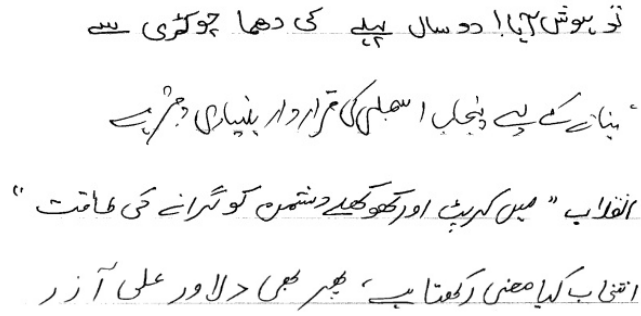 تو ہوش آیا! دو سال پہلے کی دھما چوکڑی سے
بنانے کے لیے پنجاب اسمبلی کی قرارداد بنیادی وجہ ہے
انقلاب “ میں کرپٹ اور کھوکھلے دشمن کو گرانے کی طاقت "
انتخاب کیا معنی رکھتا ہے، پھر بھی دلاور علی آزر